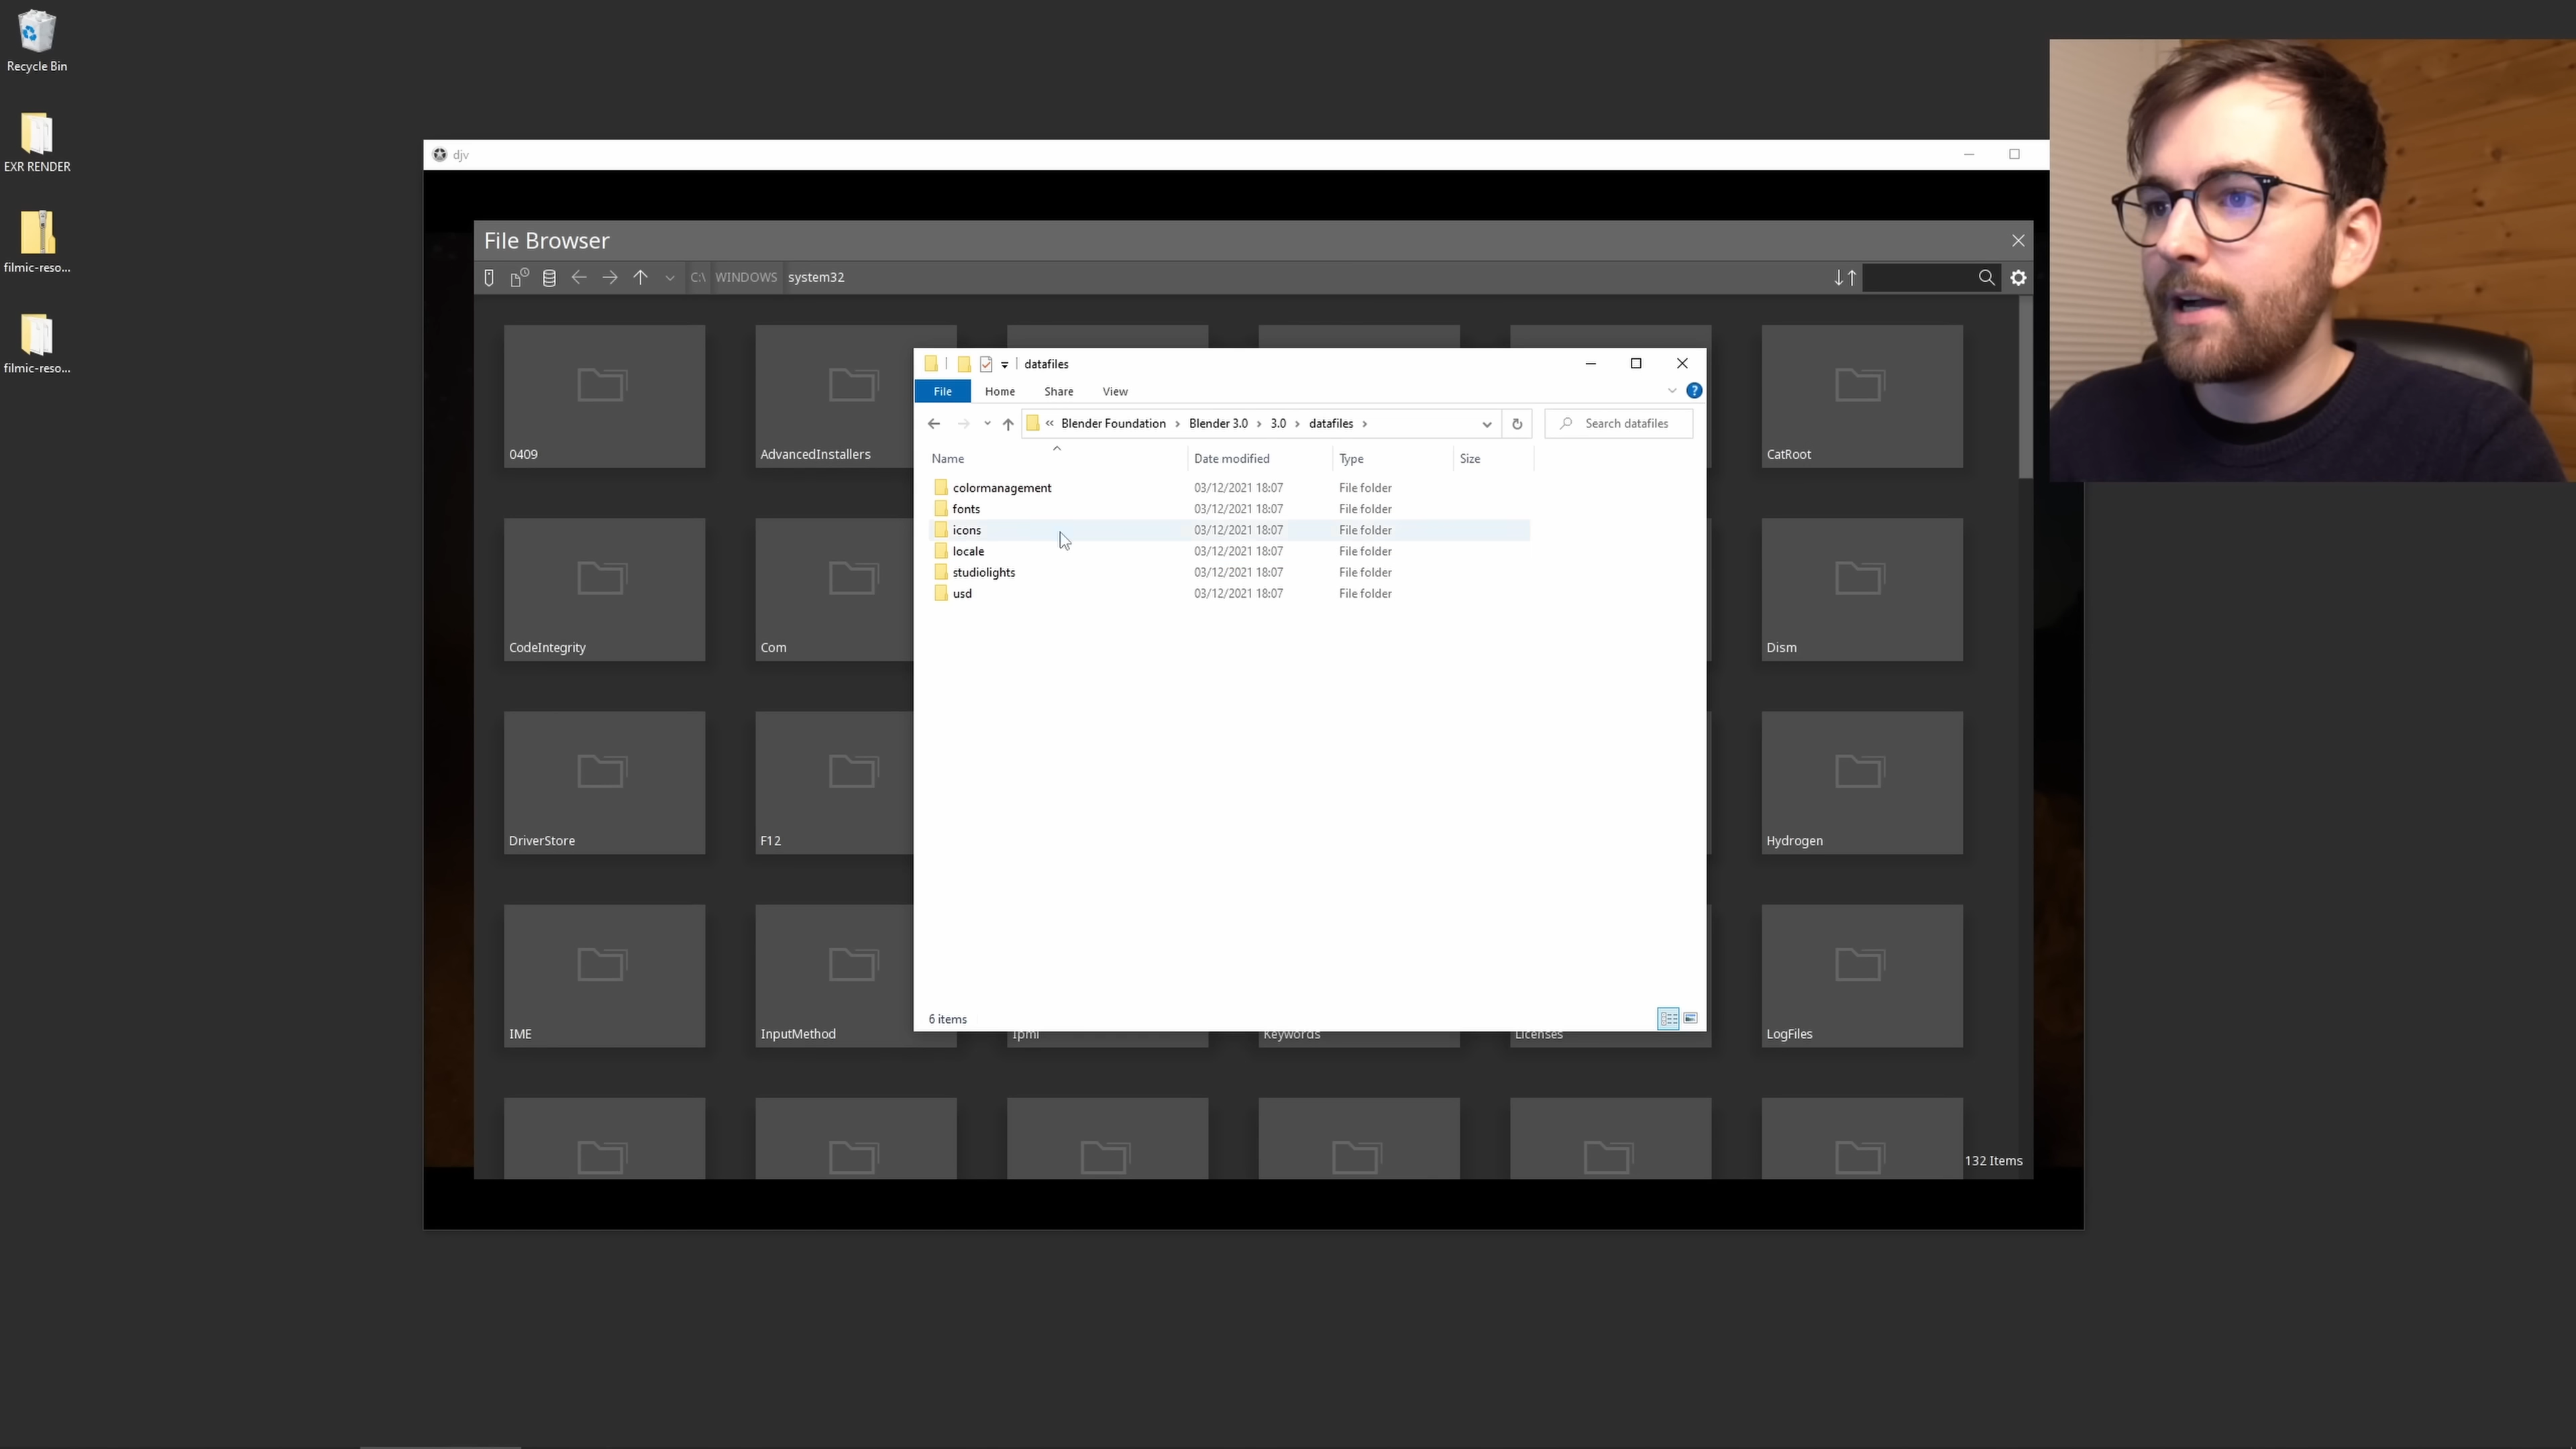 Recycle Bin
EXR RENDER
filmic-reso...
filmic-reso...
djv
File Browser
C:\ WINDOWS system32
0409
AdvancedInstallers
CatRoot
CodeIntegrity
Com
Dism
DriverStore
F12
Hydrogen
IME
InputMethod
Ipmi
Keywords
Licenses
LogFiles
132 Items
datafiles
File Home Share View
« Blender Foundation › Blender 3.0 › 3.0 › datafiles ›
Search datafiles
Name Date modified Type Size
colormanagement 03/12/2021 18:07 File folder
fonts 03/12/2021 18:07 File folder
icons 03/12/2021 18:07 File folder
locale 03/12/2021 18:07 File folder
studiolights 03/12/2021 18:07 File folder
usd 03/12/2021 18:07 File folder
6 items